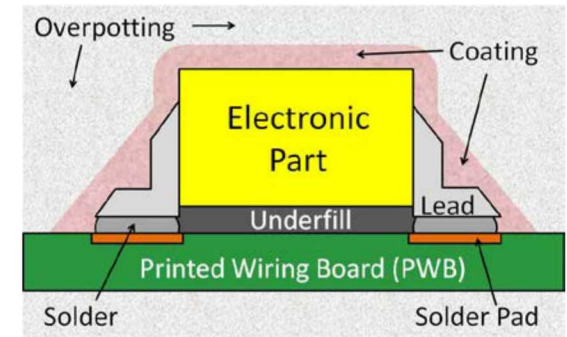 Overpotting
Coating
Electronic
Part
Lead
Underfill
Printed Wiring Board (PWB)
Solder
Solder Pad